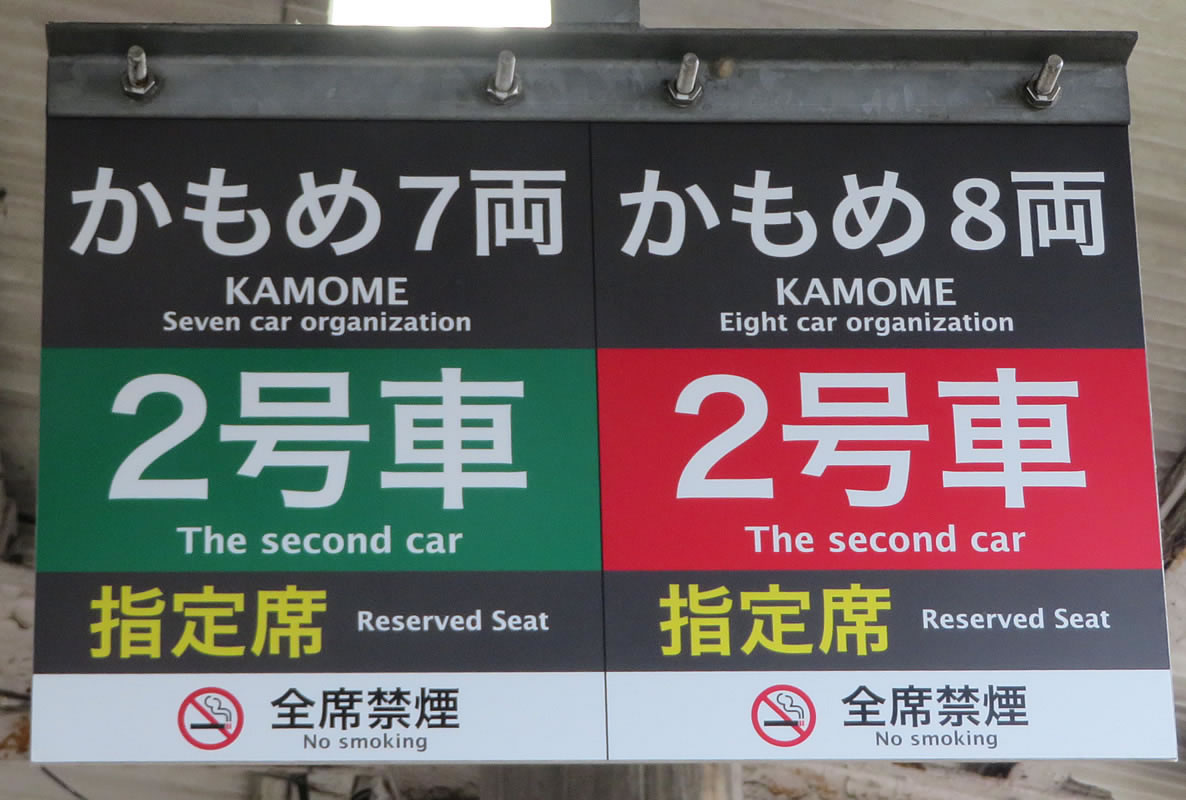 かもめ7両
KAMOME
Seven car organization
2号車
The second car
指定席 Reserved Seat
全席禁煙
No smoking
かもめ8両
KAMOME
Eight car organization
2号車
The second car
指定席 Reserved Seat
全席禁煙
No smoking